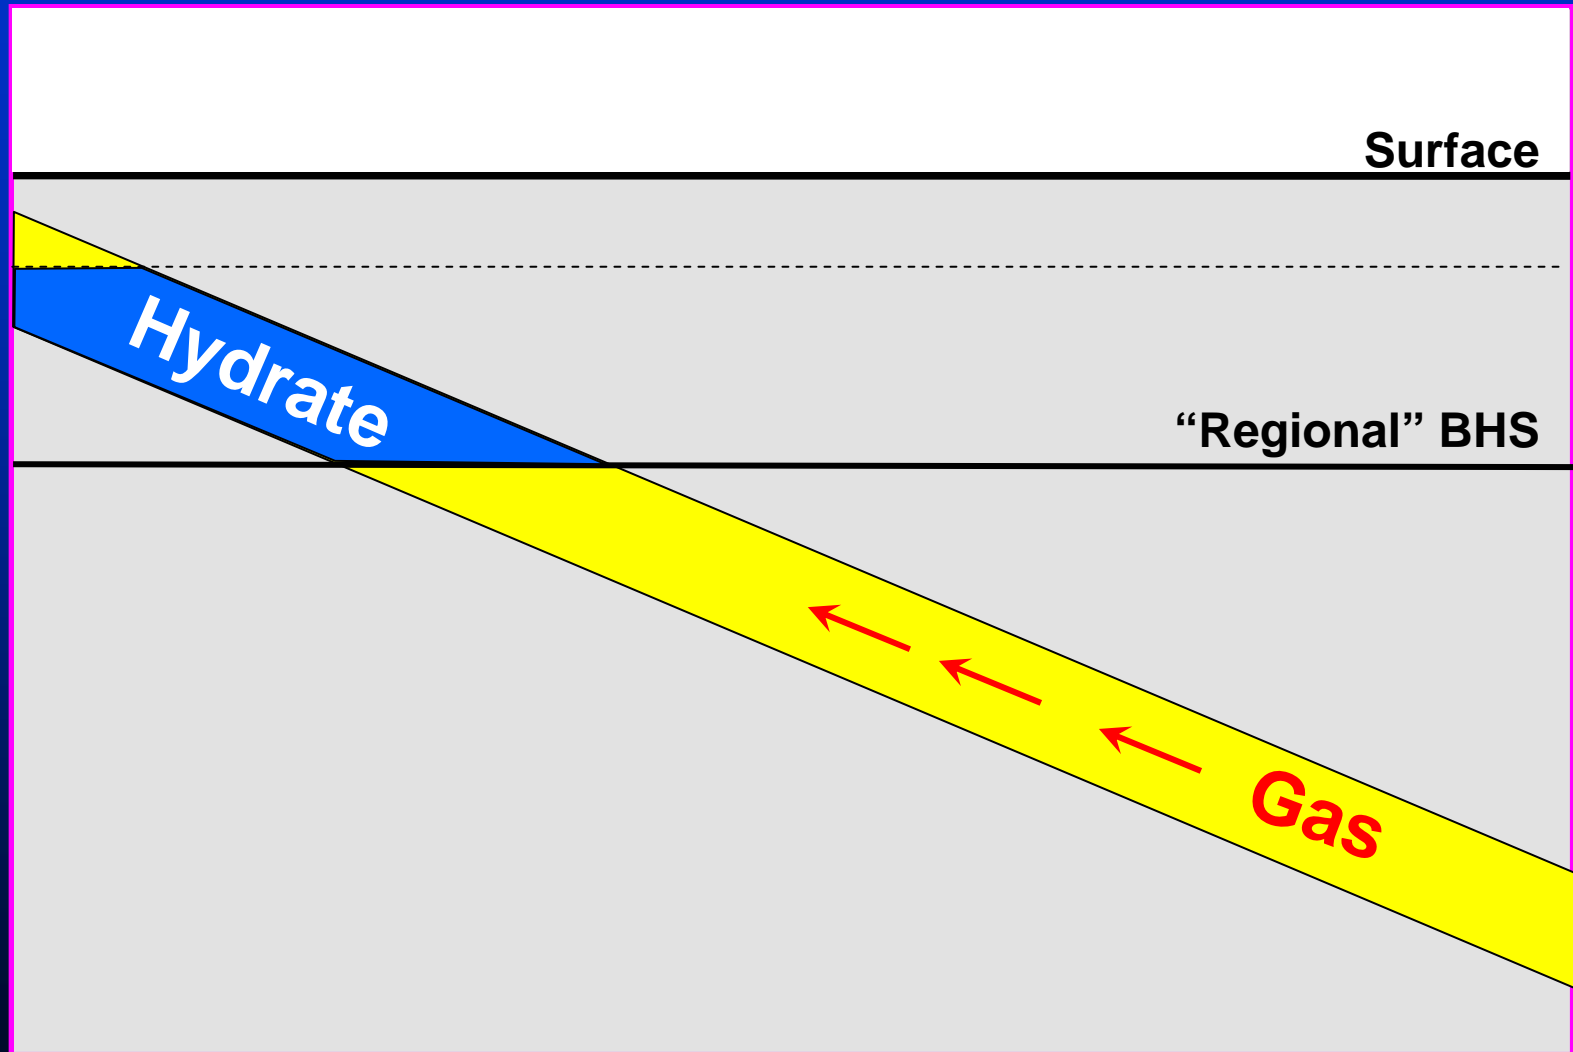 Surface
Hydrate
“Regional” BHS
Gas